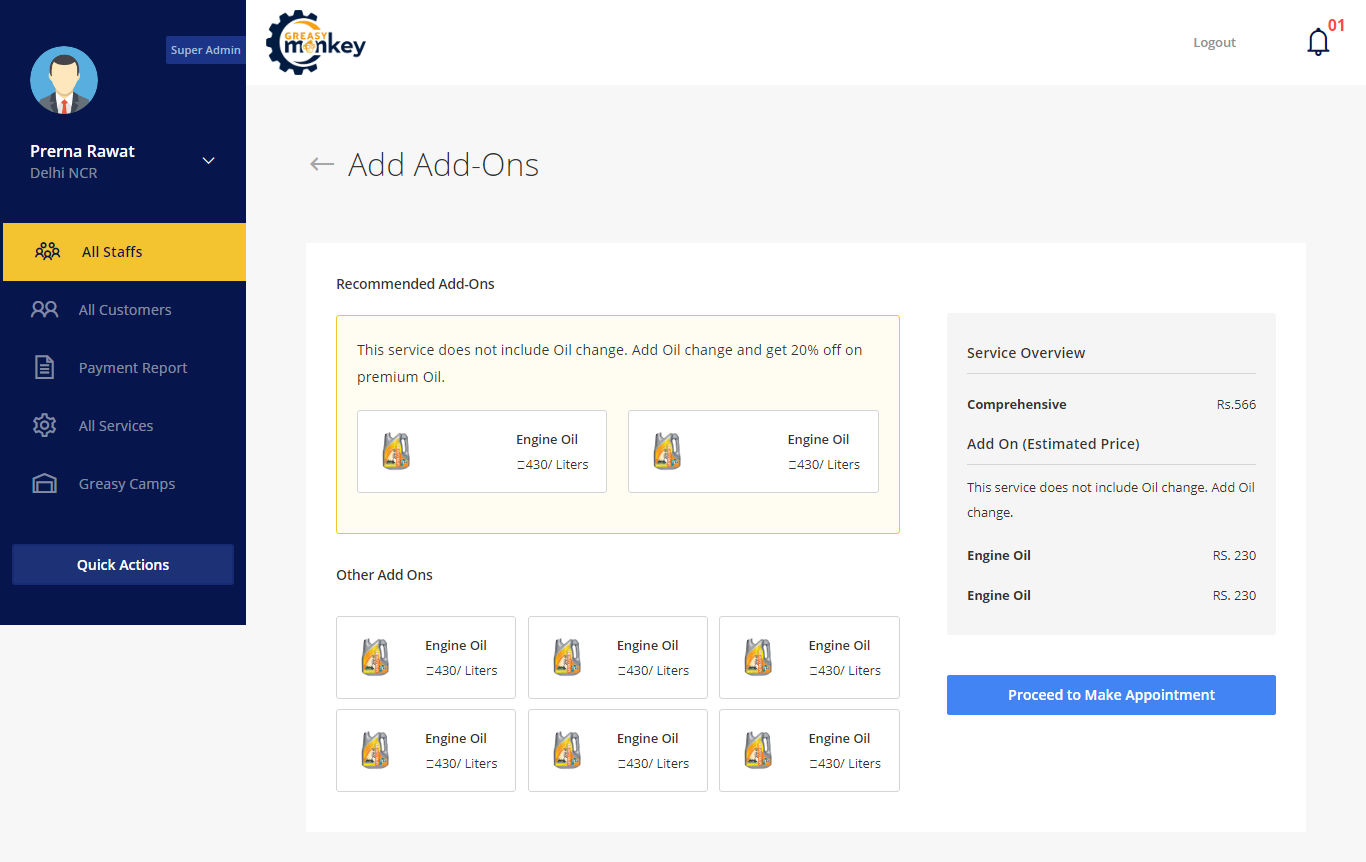 Super Admin
Prerna Rawat
Delhi NCR
All Staffs
All Customers
Payment Report
All Services
Greasy Camps
Quick Actions
GREASY
monkey
Logout
01
← Add Add-Ons
Recommended Add-Ons
This service does not include Oil change. Add Oil change and get 20% off on
premium Oil.
Engine Oil
430/ Liters
Engine Oil
430/ Liters
Other Add Ons
Engine Oil
430/ Liters
Engine Oil
430/ Liters
Engine Oil
430/ Liters
Engine Oil
430/ Liters
Engine Oil
430/ Liters
Engine Oil
430/ Liters
Service Overview
Comprehensive Rs.566
Add On (Estimated Price)
This service does not include Oil change. Add Oil
change.
Engine Oil RS. 230
Engine Oil RS. 230
Proceed to Make Appointment